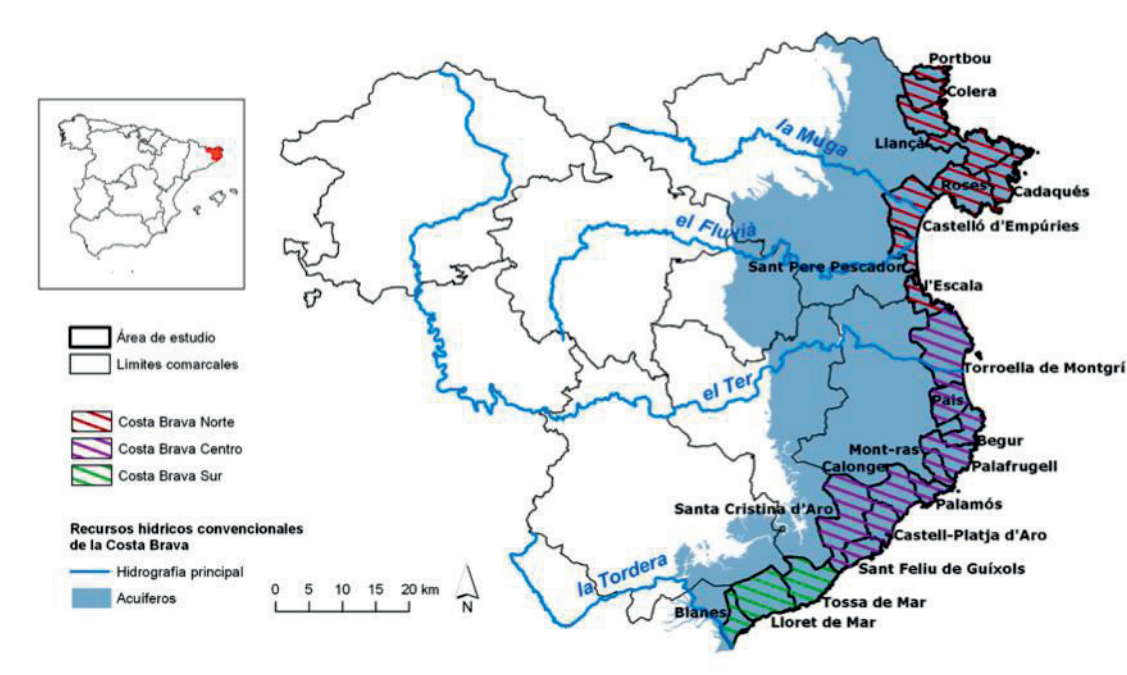 Portbou
Colera
la Muga
Llançà
Roses
Cadaqués
el Fluvià
Castelló d'Empúries
Sant Pere Pescador
l'Escala
Área de estudio
Límites comarcales
el Ter
Torroella de Montgrí
Pals
Costa Brava Norte
Costa Brava Centro
Costa Brava Sur
Mont-ras
Begur
Calonge
Palafrugell
Santa Cristina d'Aro
Palamós
Castell-Platja d'Aro
Recursos hídricos convencionales
de la Costa Brava
Hidrografía principal
Acuíferos
0 5 10 20 km
N
la Tordera
Sant Feliu de Guíxols
Blanes
Tossa de Mar
Lloret de Mar